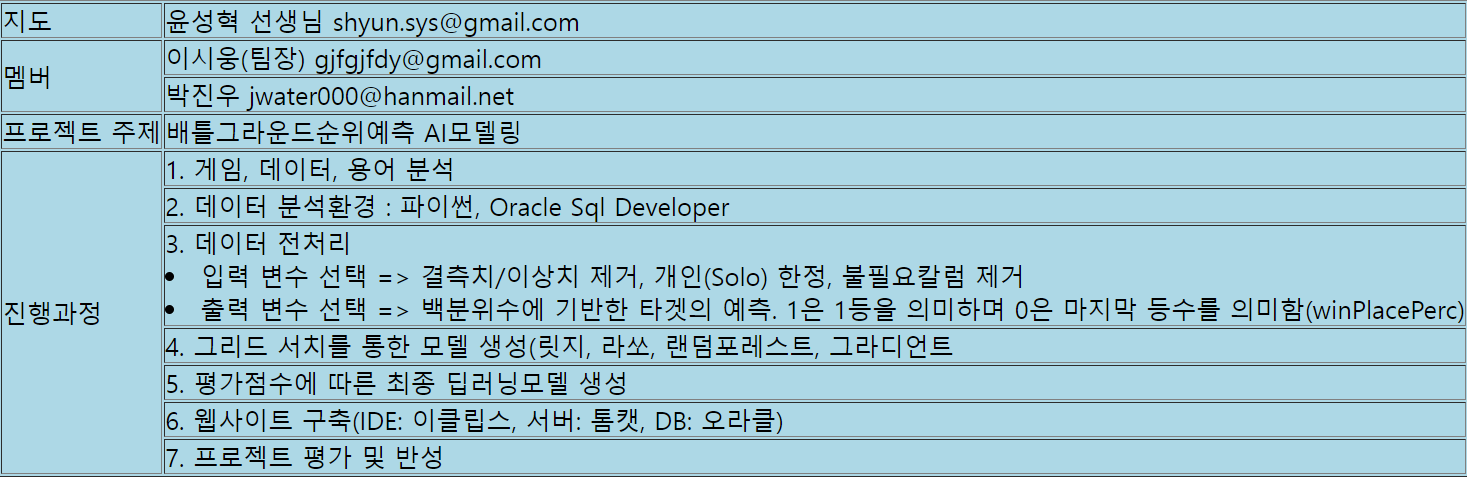 지도
윤성혁 선생님 shyun.sys@gmail.com
멤버
이시웅(팀장) gjfgjfdy@gmail.com
박진우 jwater000@hanmail.net
프로젝트 주제
배틀그라운드순위예측 AI모델링
진행과정
1. 게임, 데이터, 용어 분석
2. 데이터 분석환경 : 파이썬, Oracle Sql Developer
3. 데이터 전처리
• 입력 변수 선택 => 결측치/이상치 제거, 개인(Solo) 한정, 불필요칼럼 제거
• 출력 변수 선택 => 백분위수에 기반한 타겟의 예측. 1은 1등을 의미하며 0은 마지막 등수를 의미함(winPlacePerc)
4. 그리드 서치를 통한 모델 생성(릿지, 라쏘, 랜덤포레스트, 그라디언트
5. 평가점수에 따른 최종 딥러닝모델 생성
6. 웹사이트 구축(IDE: 이클립스, 서버: 톰캣, DB: 오라클)
7. 프로젝트 평가 및 반성